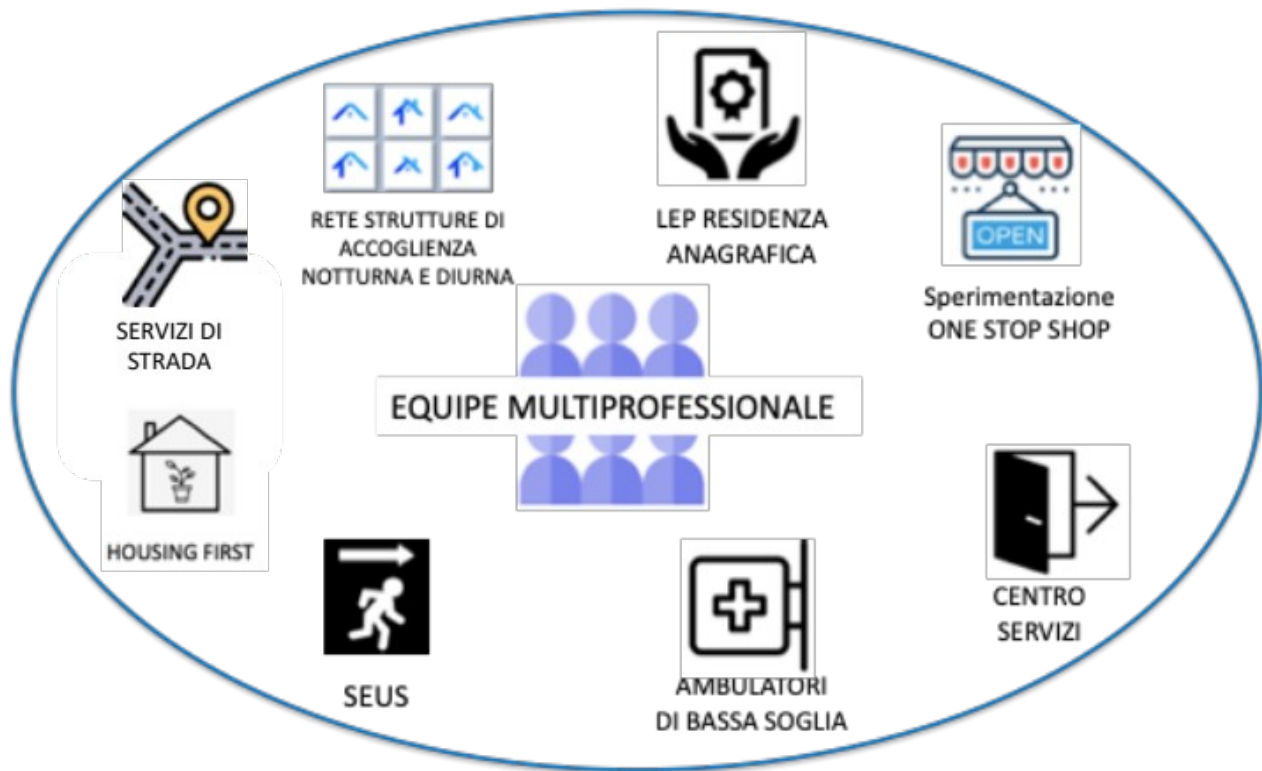 RETE STRUTTURE DI
ACCOGLIENZA
NOTTURNA E DIURNA
LEP RESIDENZA
ANAGRAFICA
OPEN
Sperimentazione
ONE STOP SHOP
SERVIZI DI
STRADA
EQUIPE MULTIPROFESSIONALE
HOUSING FIRST
SEUS
AMBULATORI
DI BASSA SOGLIA
CENTRO
SERVIZI